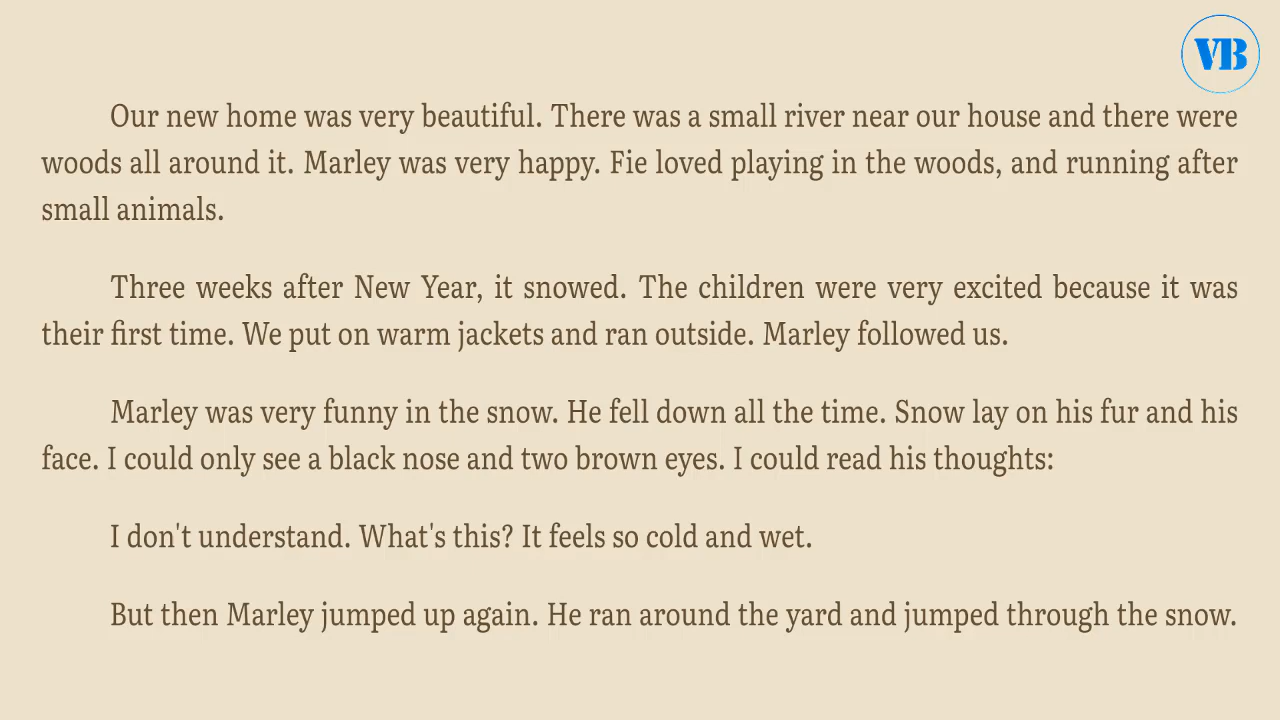 VB
Our new home was very beautiful. There was a small river near our house and there were
woods all around it. Marley was very happy. Fie loved playing in the woods, and running after
small animals.
Three weeks after New Year, it snowed. The children were very excited because it was
their first time. We put on warm jackets and ran outside. Marley followed us.
Marley was very funny in the snow. He fell down all the time. Snow lay on his fur and his
face. I could only see a black nose and two brown eyes. I could read his thoughts:
I don't understand. What's this? It feels so cold and wet.
But then Marley jumped up again. He ran around the yard and jumped through the snow.